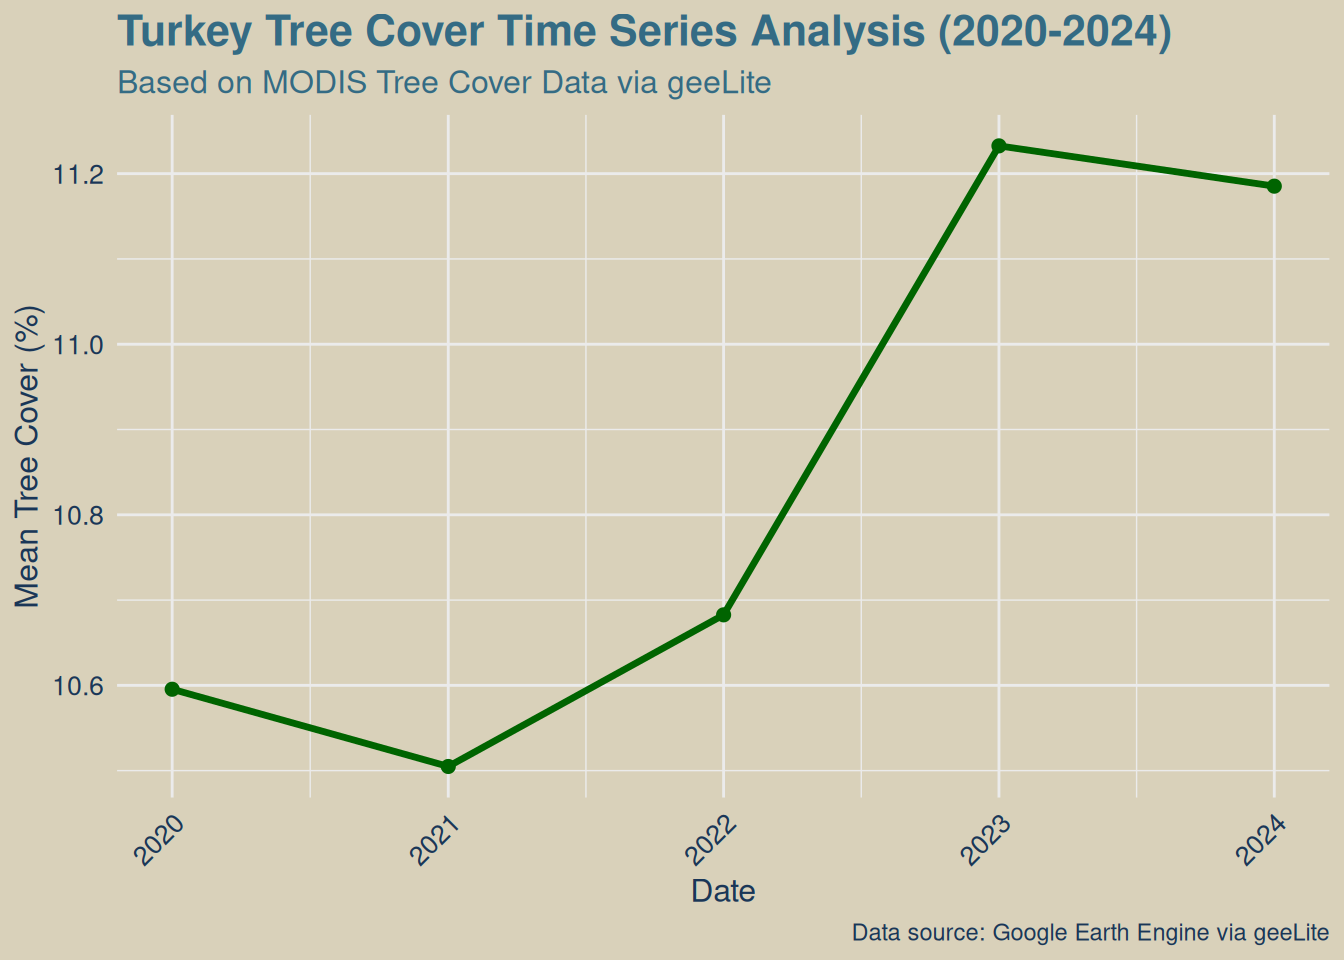 Turkey Tree Cover Time Series Analysis (2020-2024)
Based on MODIS Tree Cover Data via geeLite
Mean Tree Cover (%)
11.2
11.0
10.8
10.6
2020
2021
2022
2023
2024
Date
Data source: Google Earth Engine via geeLite